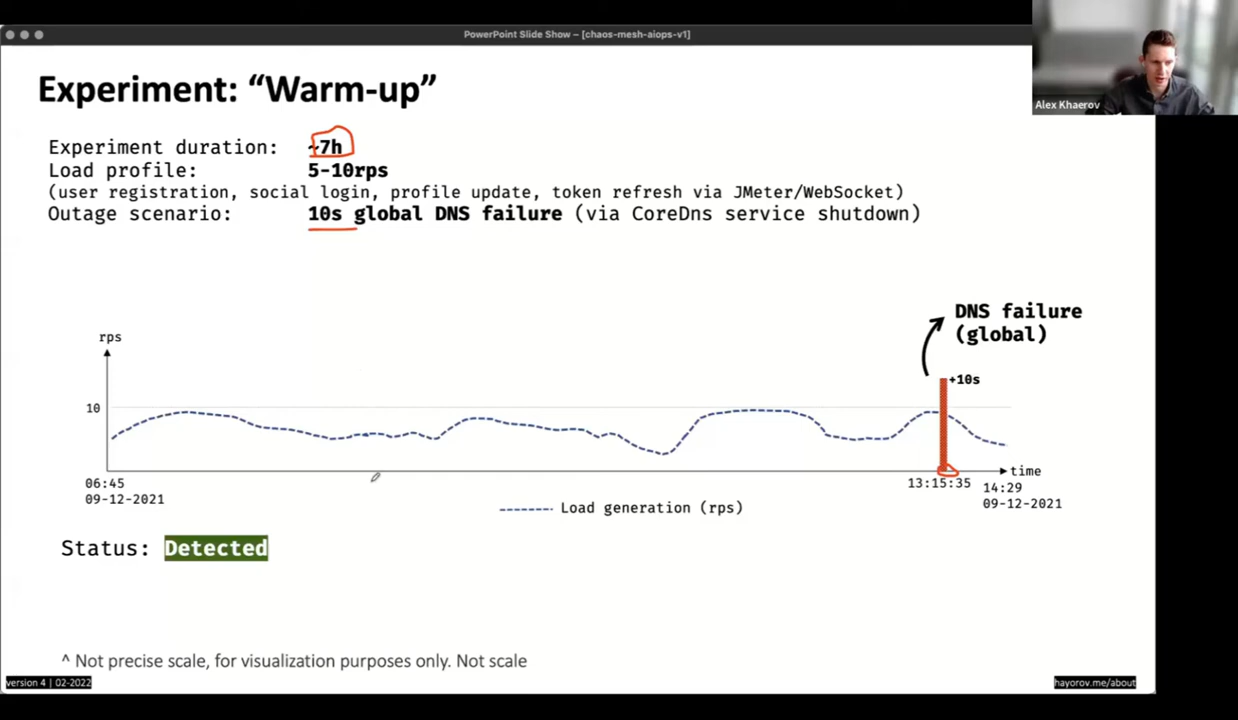 PowerPoint Slide Show – [chaos-mesh-aiops-v1]
Alex Khaerov
Experiment: “Warm-up”
Experiment duration: ~7h
Load profile: 5-10rps
(user registration, social login, profile update, token refresh via JMeter/WebSocket)
Outage scenario: 10s global DNS failure (via CoreDns service shutdown)
DNS failure
(global)
rps
+10s
10
time
06:45
09-12-2021
13:15:35
14:29
09-12-2021
Load generation (rps)
Status: Detected
^ Not precise scale, for visualization purposes only. Not scale
version 4 | 02-2022
hayorov.me/about